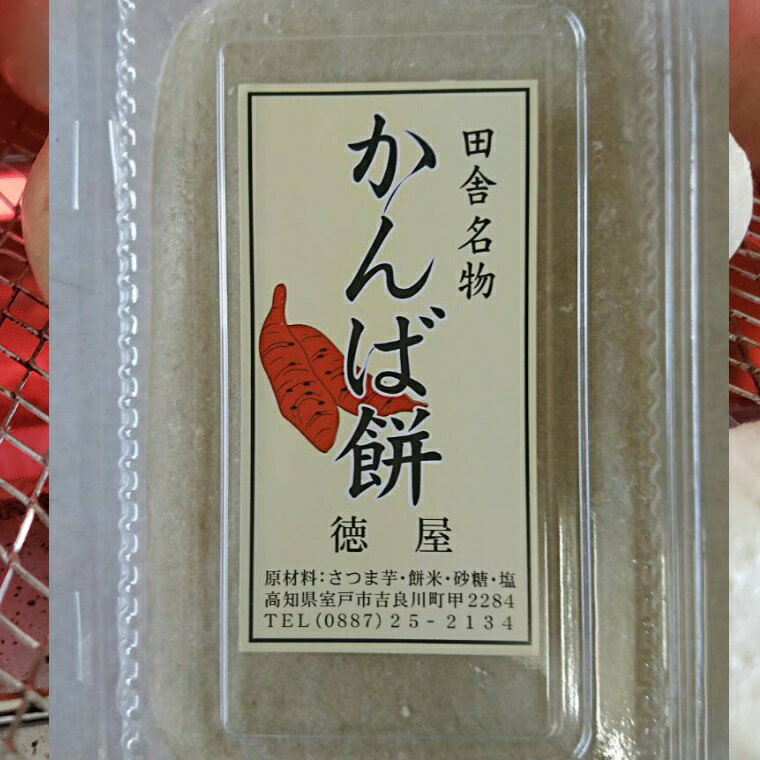 田舎名物
かんば餅
徳屋
原材料：さつま芋・餅米・砂糖・塩
高知県室戸市吉良川町甲2284
TEL(0887)25-2134